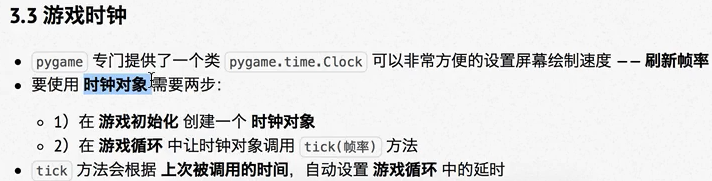 3.3 游戏时钟
• pygame 专门提供了一个类 pygame.time.Clock 可以非常方便的设置屏幕绘制速度 —— 刷新帧率
• 要使用 时钟对象 需要两步：
○ 1）在 游戏初始化 创建一个 时钟对象
○ 2）在 游戏循环 中让时钟对象调用 tick(帧率) 方法
• tick 方法会根据 上次被调用的时间，自动设置 游戏循环 中的延时